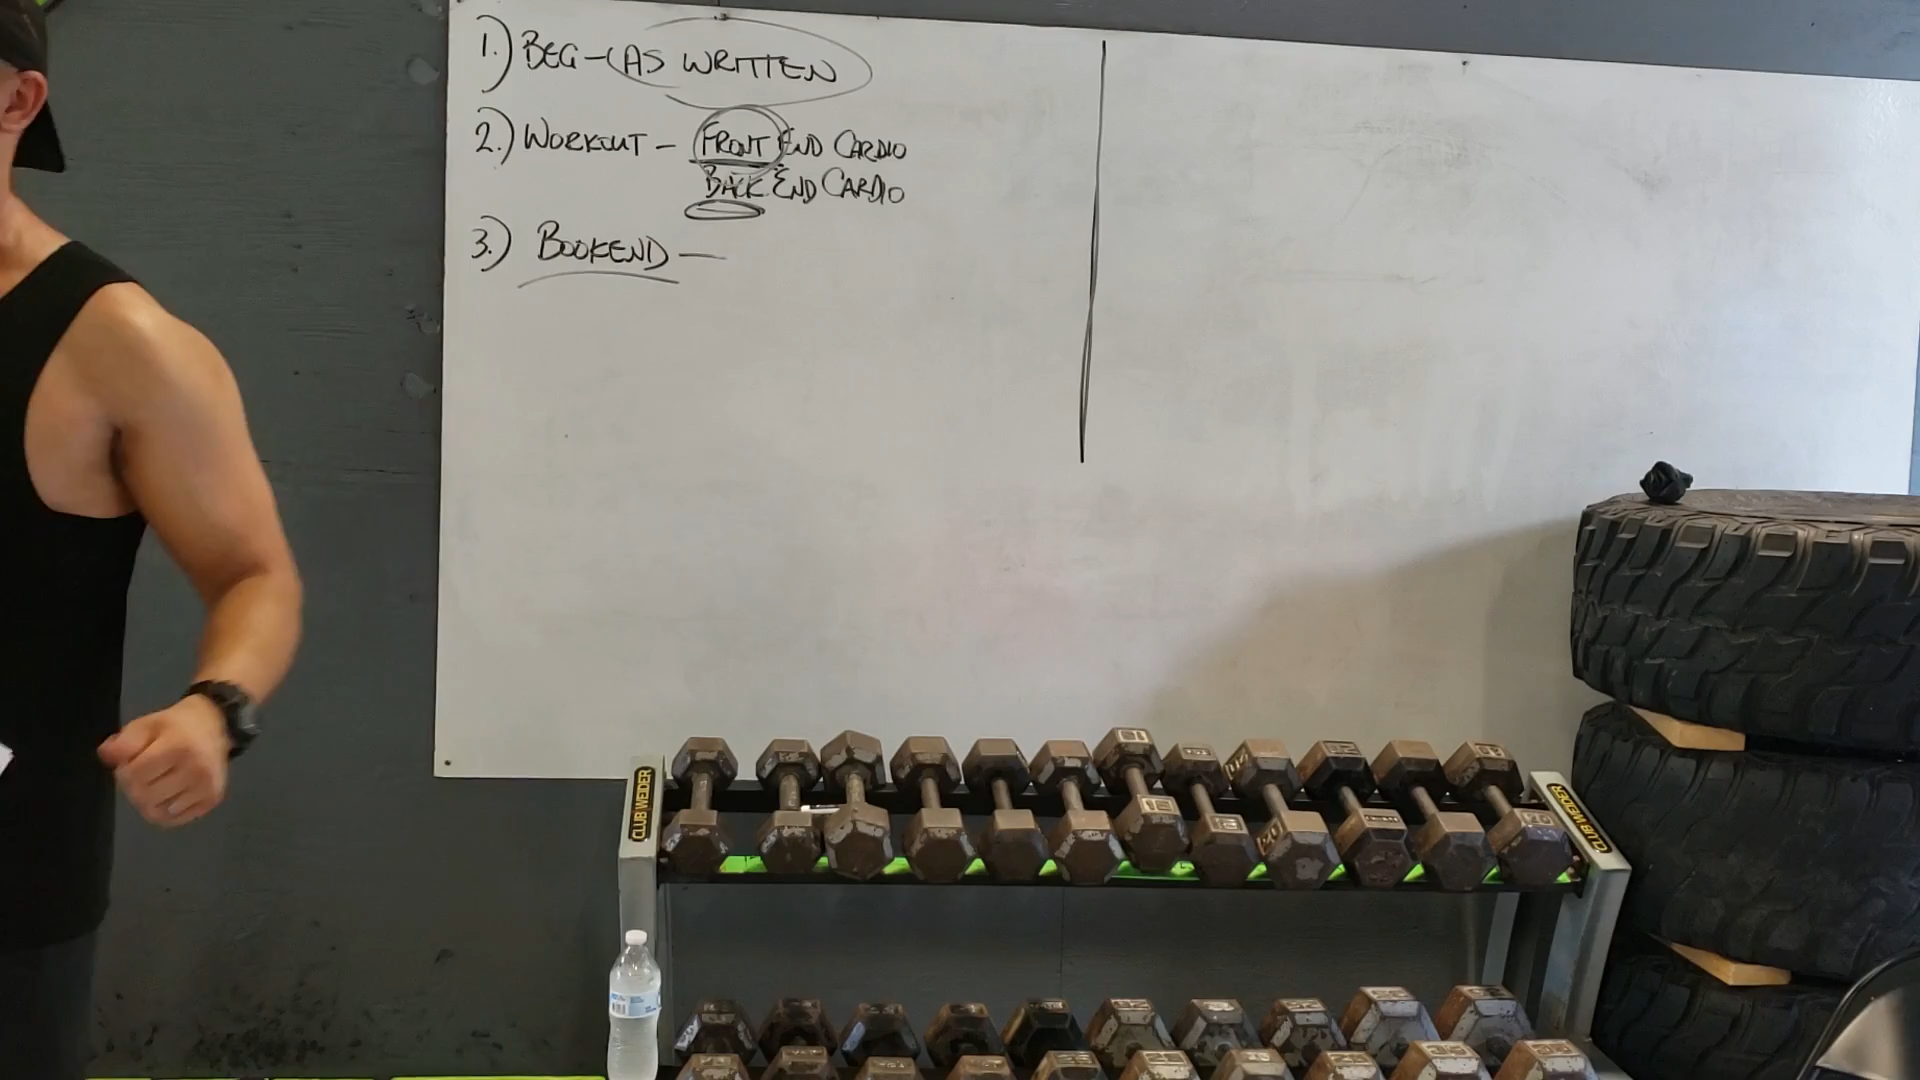 1.) BEG - (AS WRITTEN
2.) WORKOUT - FRONT END CARDIO
BACK END CARDIO
3.) BOOKEND —
CLUB WEIDER
CLUB WEIDER